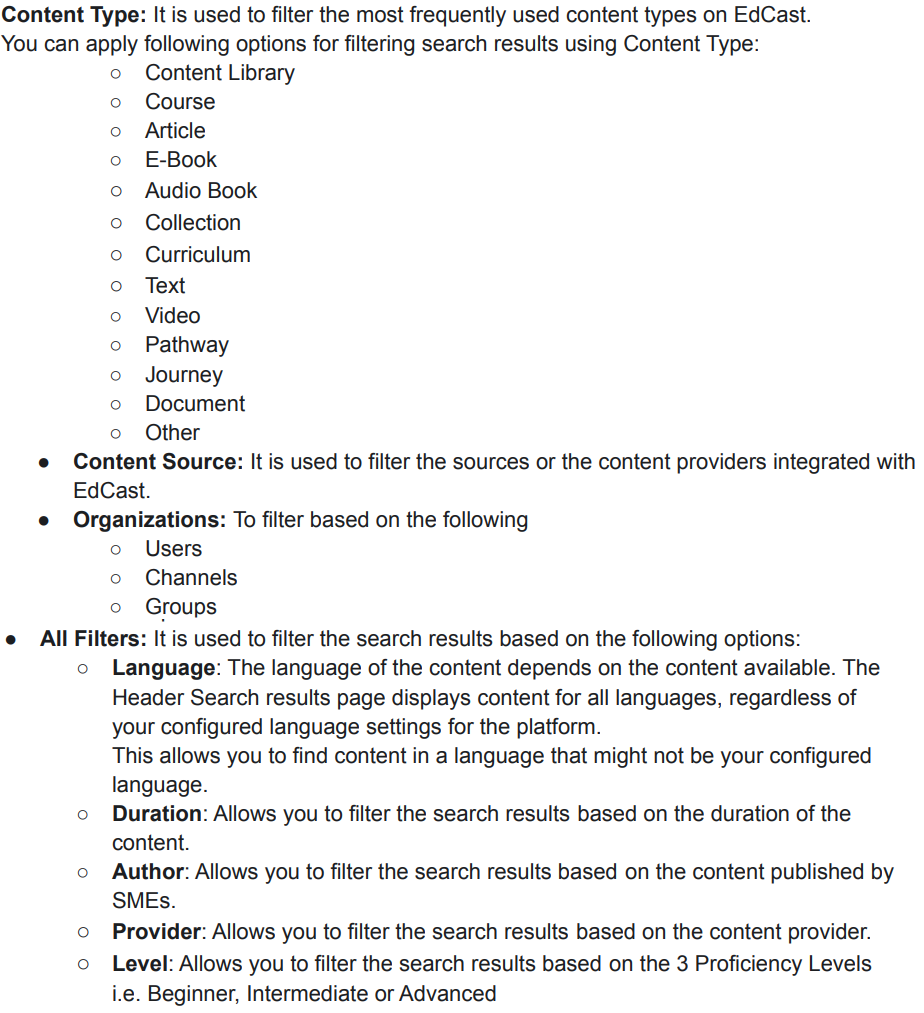 Content Type: It is used to filter the most frequently used content types on EdCast.
You can apply following options for filtering search results using Content Type:
○ Content Library
○ Course
○ Article
○ E-Book
○ Audio Book
○ Collection
○ Curriculum
○ Text
○ Video
○ Pathway
○ Journey
○ Document
○ Other
● Content Source: It is used to filter the sources or the content providers integrated with
EdCast.
● Organizations: To filter based on the following
○ Users
○ Channels
○ Groups
● All Filters: It is used to filter the search results based on the following options:
○ Language: The language of the content depends on the content available. The
Header Search results page displays content for all languages, regardless of
your configured language settings for the platform.
This allows you to find content in a language that might not be your configured
language.
○ Duration: Allows you to filter the search results based on the duration of the
content.
○ Author: Allows you to filter the search results based on the content published by
SMEs.
○ Provider: Allows you to filter the search results based on the content provider.
○ Level: Allows you to filter the search results based on the 3 Proficiency Levels
i.e. Beginner, Intermediate or Advanced